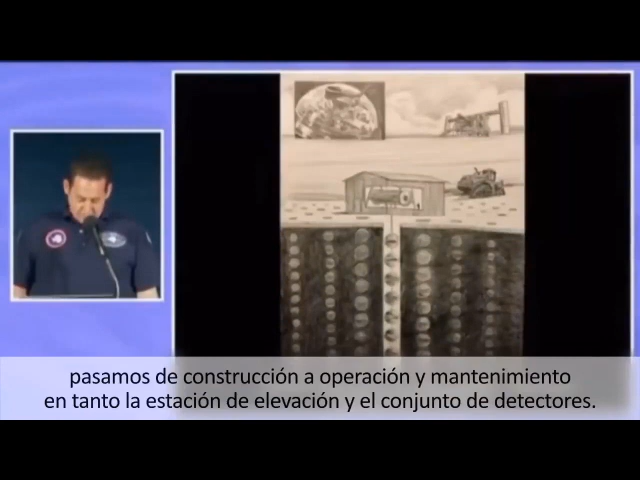 pasamos de construcción a operación y mantenimiento
en tanto la estación de elevación y el conjunto de detectores.